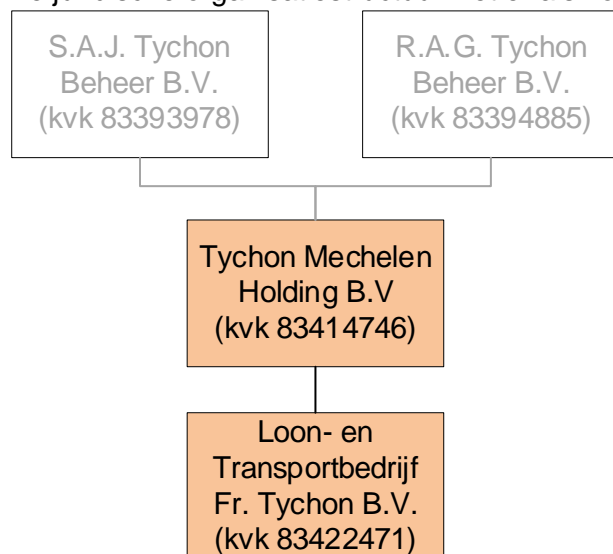 S.A.J. Tychon
Beheer B.V.
(kvk 83393978)
R.A.G. Tychon
Beheer B.V.
(kvk 83394885)
Tychon Mechelen
Holding B.V
(kvk 83414746)
Loon- en
Transportbedrijf
Fr. Tychon B.V.
(kvk 83422471)